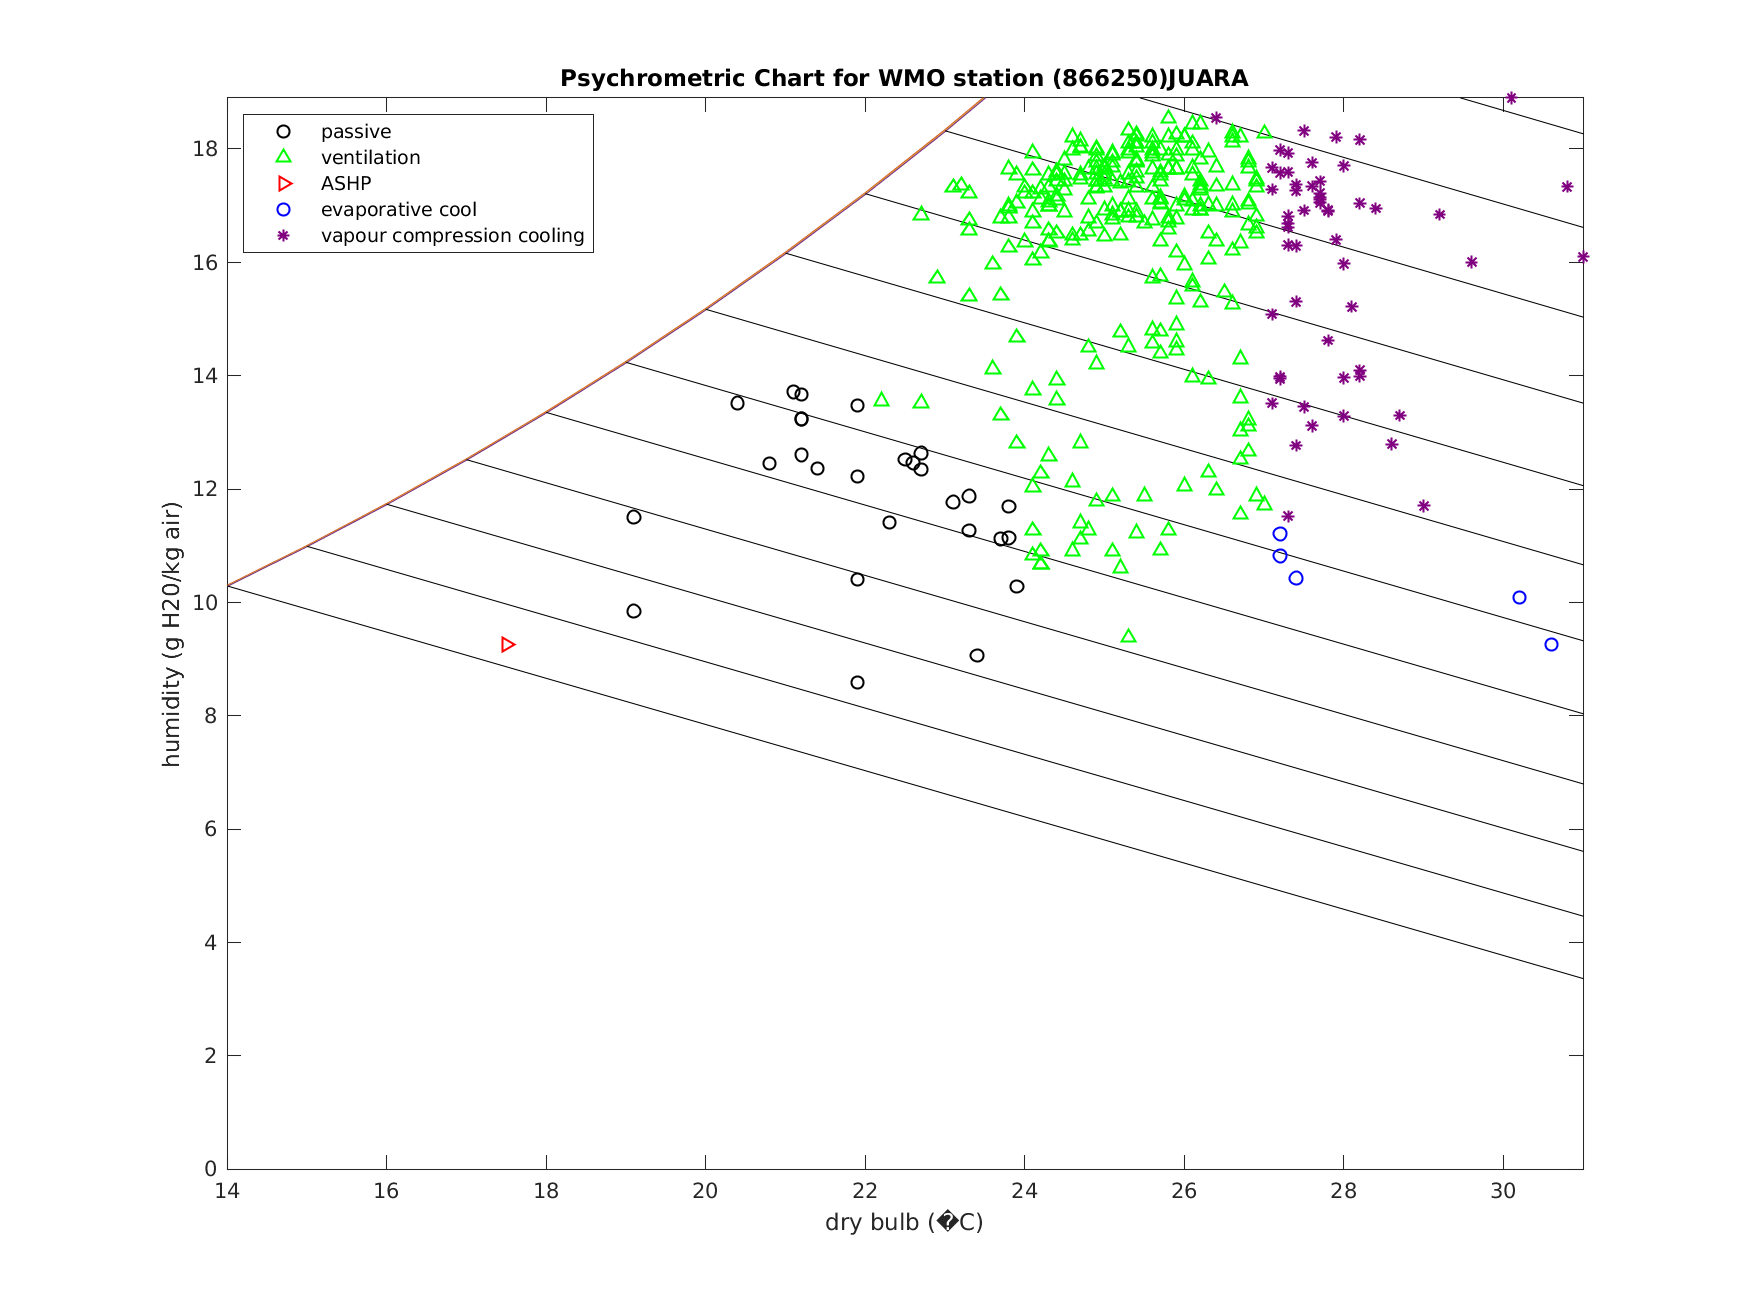 Psychrometric Chart for WMO station (866250)JUARA
passive
ventilation
ASHP
evaporative cool
vapour compression cooling
humidity (g H20/kg air)
18
16
14
12
10
8
6
4
2
0
14 16 18 20 22 24 26 28 30
dry bulb (�C)